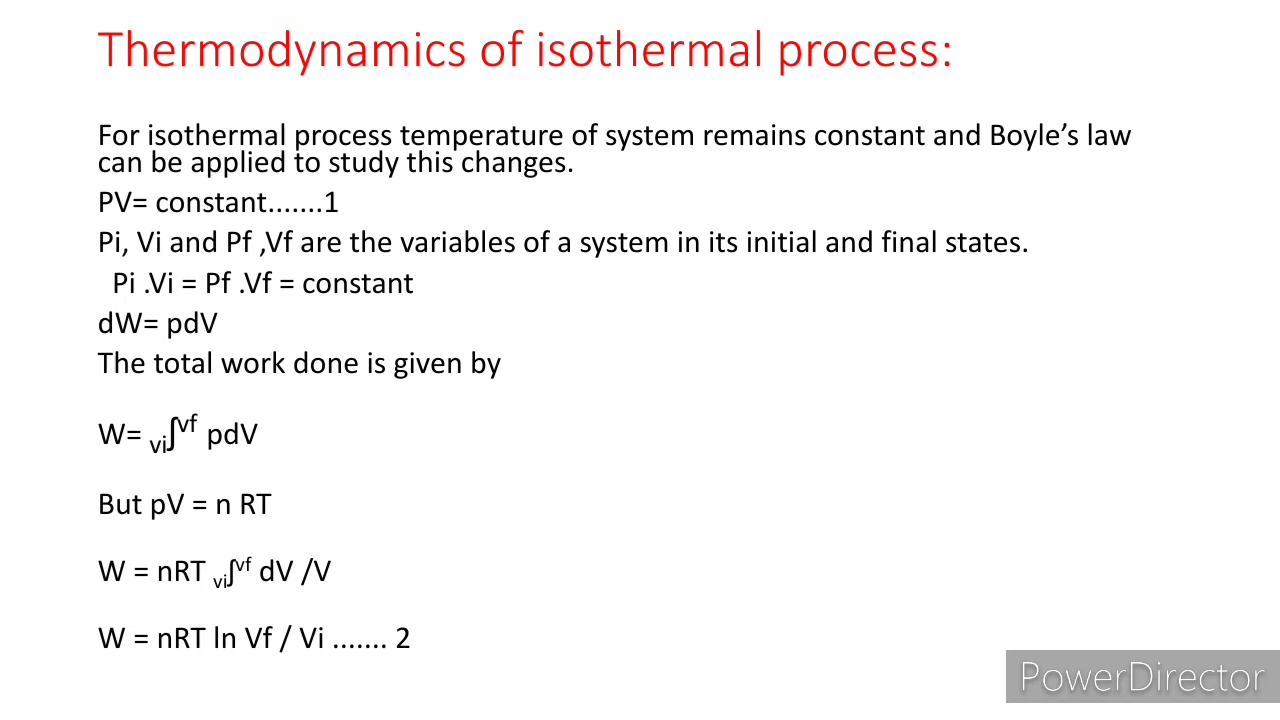 Thermodynamics of isothermal process:
For isothermal process temperature of system remains constant and Boyle’s law
can be applied to study this changes.
PV= constant.......1
Pi, Vi and Pf ,Vf are the variables of a system in its initial and final states.
Pi .Vi = Pf .Vf = constant
dW= pdV
The total work done is given by
W= vi∫vf pdV
But pV = n RT
W = nRT vi∫vf dV /V
W = nRT ln Vf / Vi ....... 2
PowerDirector